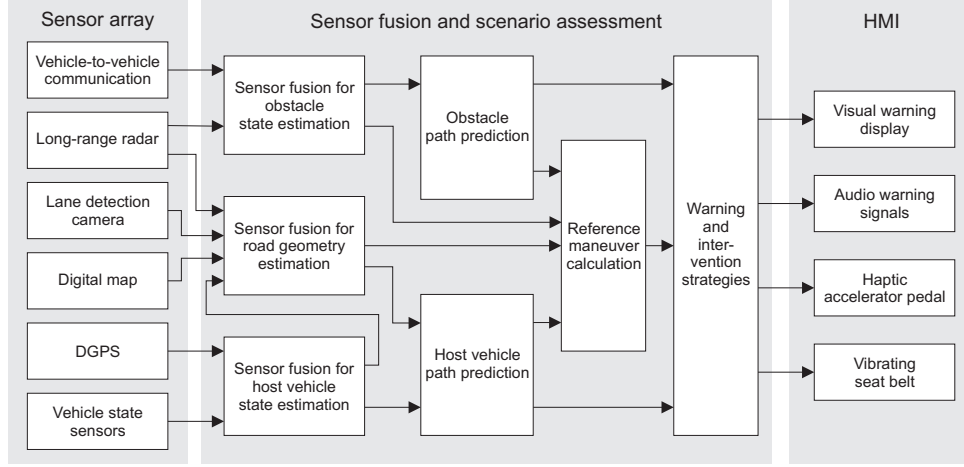 Sensor array
Vehicle-to-vehicle
communication
Long-range radar
Lane detection
camera
Digital map
DGPS
Vehicle state
sensors
Sensor fusion and scenario assessment
Sensor fusion for
obstacle
state estimation
Sensor fusion for
road geometry
estimation
Sensor fusion for
host vehicle
state estimation
Obstacle
path prediction
Host vehicle
path prediction
Reference
maneuver
calculation
Warning
and
inter-
vention
strategies
HMI
Visual warning
display
Audio warning
signals
Haptic
accelerator pedal
Vibrating
seat belt